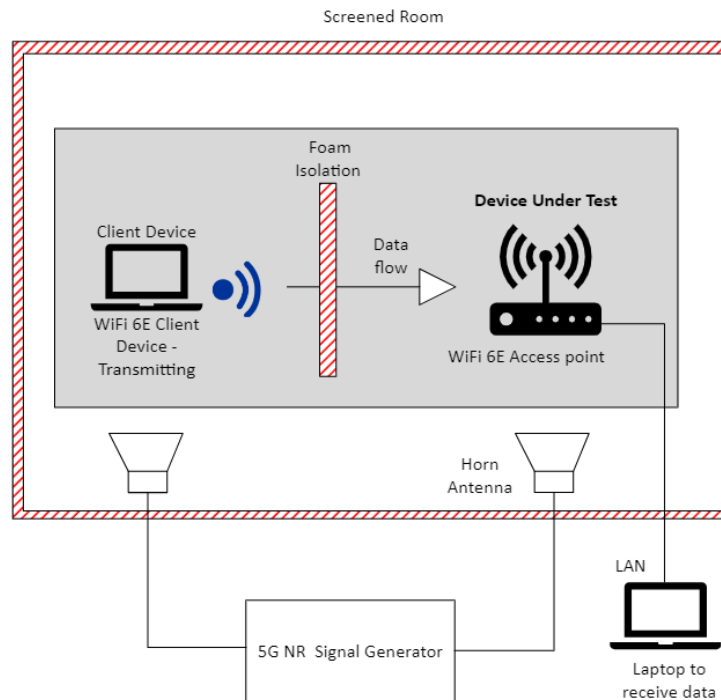 Screened Room
Foam
Isolation
Device Under Test
Client Device
Data
flow
WiFi 6E Client
Device -
Transmitting
WiFi 6E Access point
Horn
Antenna
LAN
5G NR Signal Generator
Laptop to
receive data